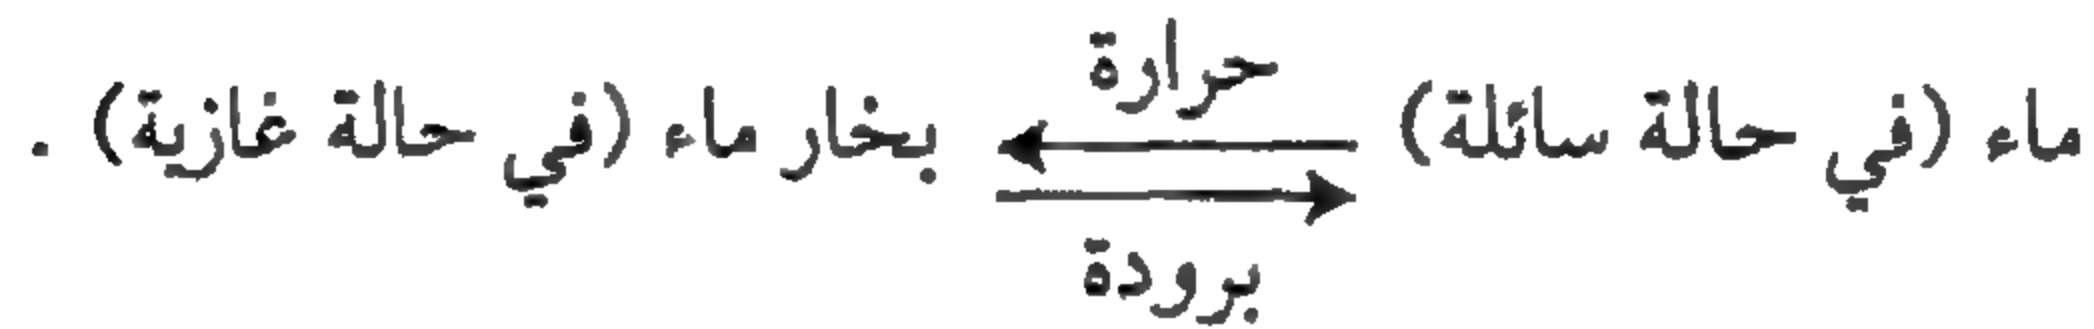 حرارة
ماء (في حالة سائلة) بخار ماء (في حالة غازية) .
برودة